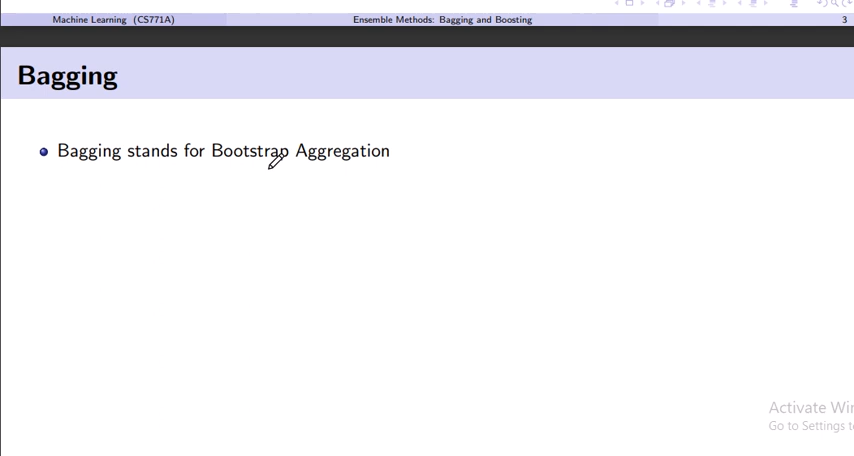 Machine Learning (CS771A) Ensemble Methods: Bagging and Boosting 3
Bagging
Bagging stands for Bootstrap Aggregation
Activate
Go to Settings